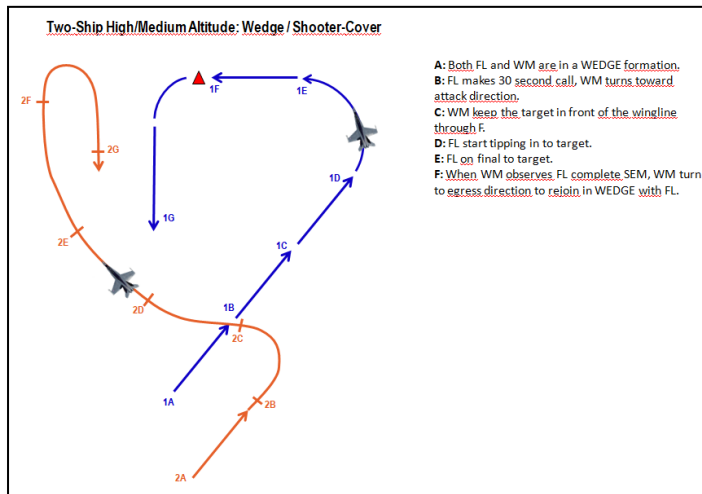 Two-Ship High/Medium Altitude: Wedge / Shooter-Cover
A: Both FL and WM are in a WEDGE formation.
B: FL makes 30 second call, WM turns toward
attack direction.
C: WM keep the target in front of the wingline
through F.
D: FL start tipping in to target.
E: FL on final to target.
F: When WM observes FL complete SEM, WM turn
to egress direction to rejoin in WEDGE with FL.
2F
1F
1E
2G
1D
1G
1C
2E
1B
2D
2C
1A
2B
2A